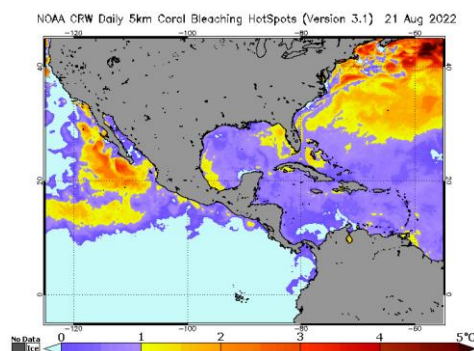 NOAA CRW Daily 5km Coral Bleaching HotSpots (Version 3.1) 21 Aug 2022
-120 -100 -80 -60
40
20
0
-120 -100 -80 -60
No Data
Ice
0 1 2 3 4 5°C